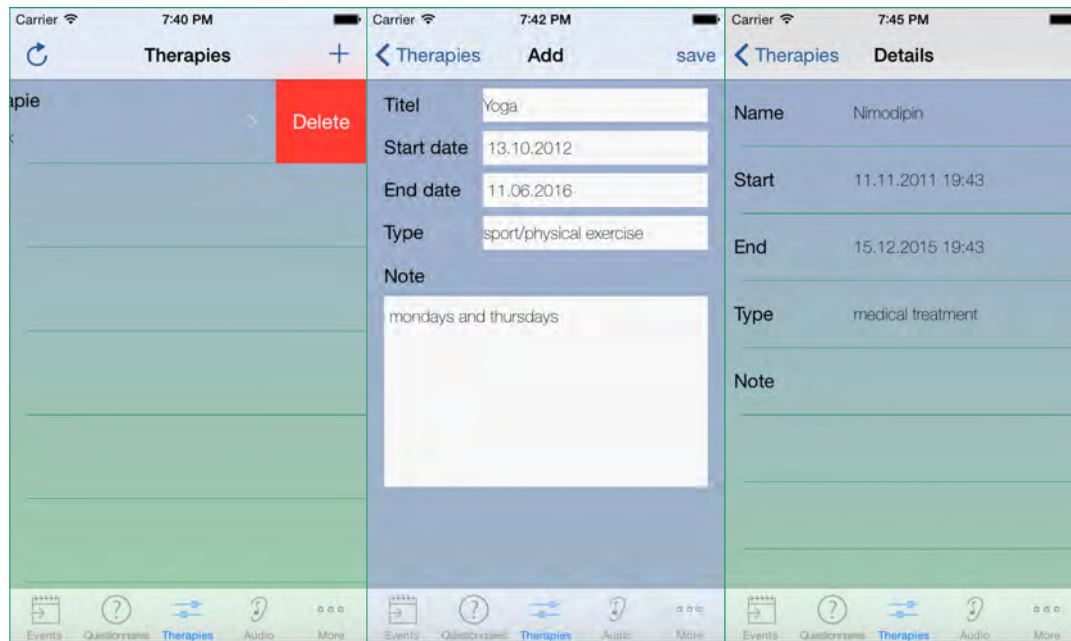 Carrier 7:40 PM
Therapies
apie
Delete
Events Questionnaires Therapies Audio More
Carrier 7:42 PM
Therapies Add save
Titel Yoga
Start date 13.10.2012
End date 11.06.2016
Type sport/physical exercise
Note
mondays and thursdays
Events Questionnaires Therapies Audio More
Carrier 7:45 PM
Therapies Details
Name Nimodipin
Start 11.11.2011 19:43
End 15.12.2015 19:43
Type medical treatment
Note
Events Questionnaires Therapies Audio More